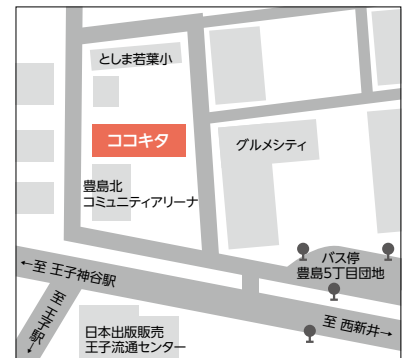 としま若葉小
ココキタ
グルメシティ
豊島北
コミュニティアリーナ
バス停
豊島5丁目団地
←至 王子神谷駅
至 王子駅→
至 西新井→
日本出版販売
王子流通センター